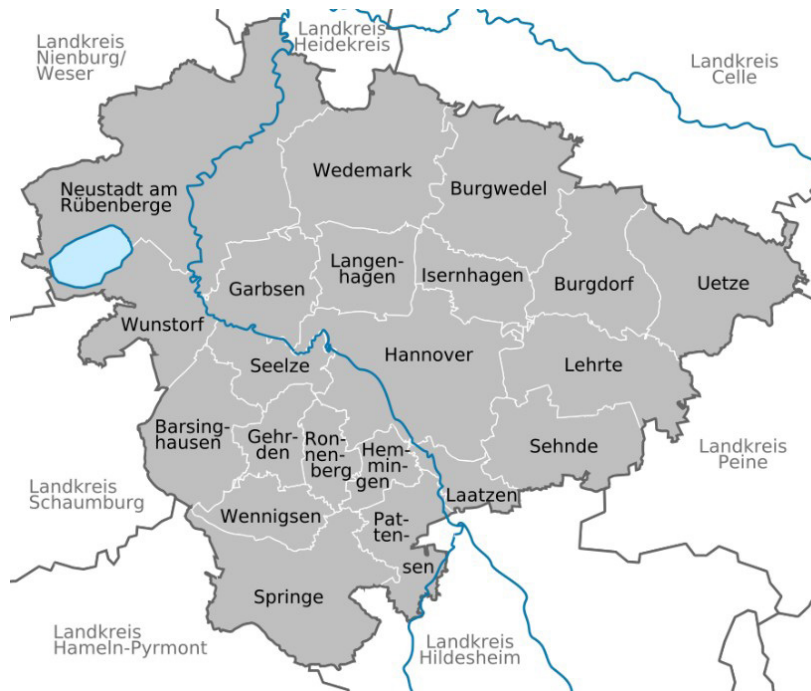 Landkreis
Nienburg/
Weser
Landkreis
Heidekreis
Landkreis
Celle
Wedemark
Neustadt am
Rübenberge
Burgwedel
Langen-
hagen
Isernhagen
Garbsen
Burgdorf
Uetze
Wunstorf
Hannover
Seelze
Lehrte
Barsing-
hausen
Gehr-
den
Ron-
nen-
berg
Hem-
min-
gen
Sehnde
Landkreis
Peine
Landkreis
Schaumburg
Laatzen
Wennigsen
Pat-
ten-
sen
Springe
Landkreis
Hameln-Pyrmont
Landkreis
Hildesheim